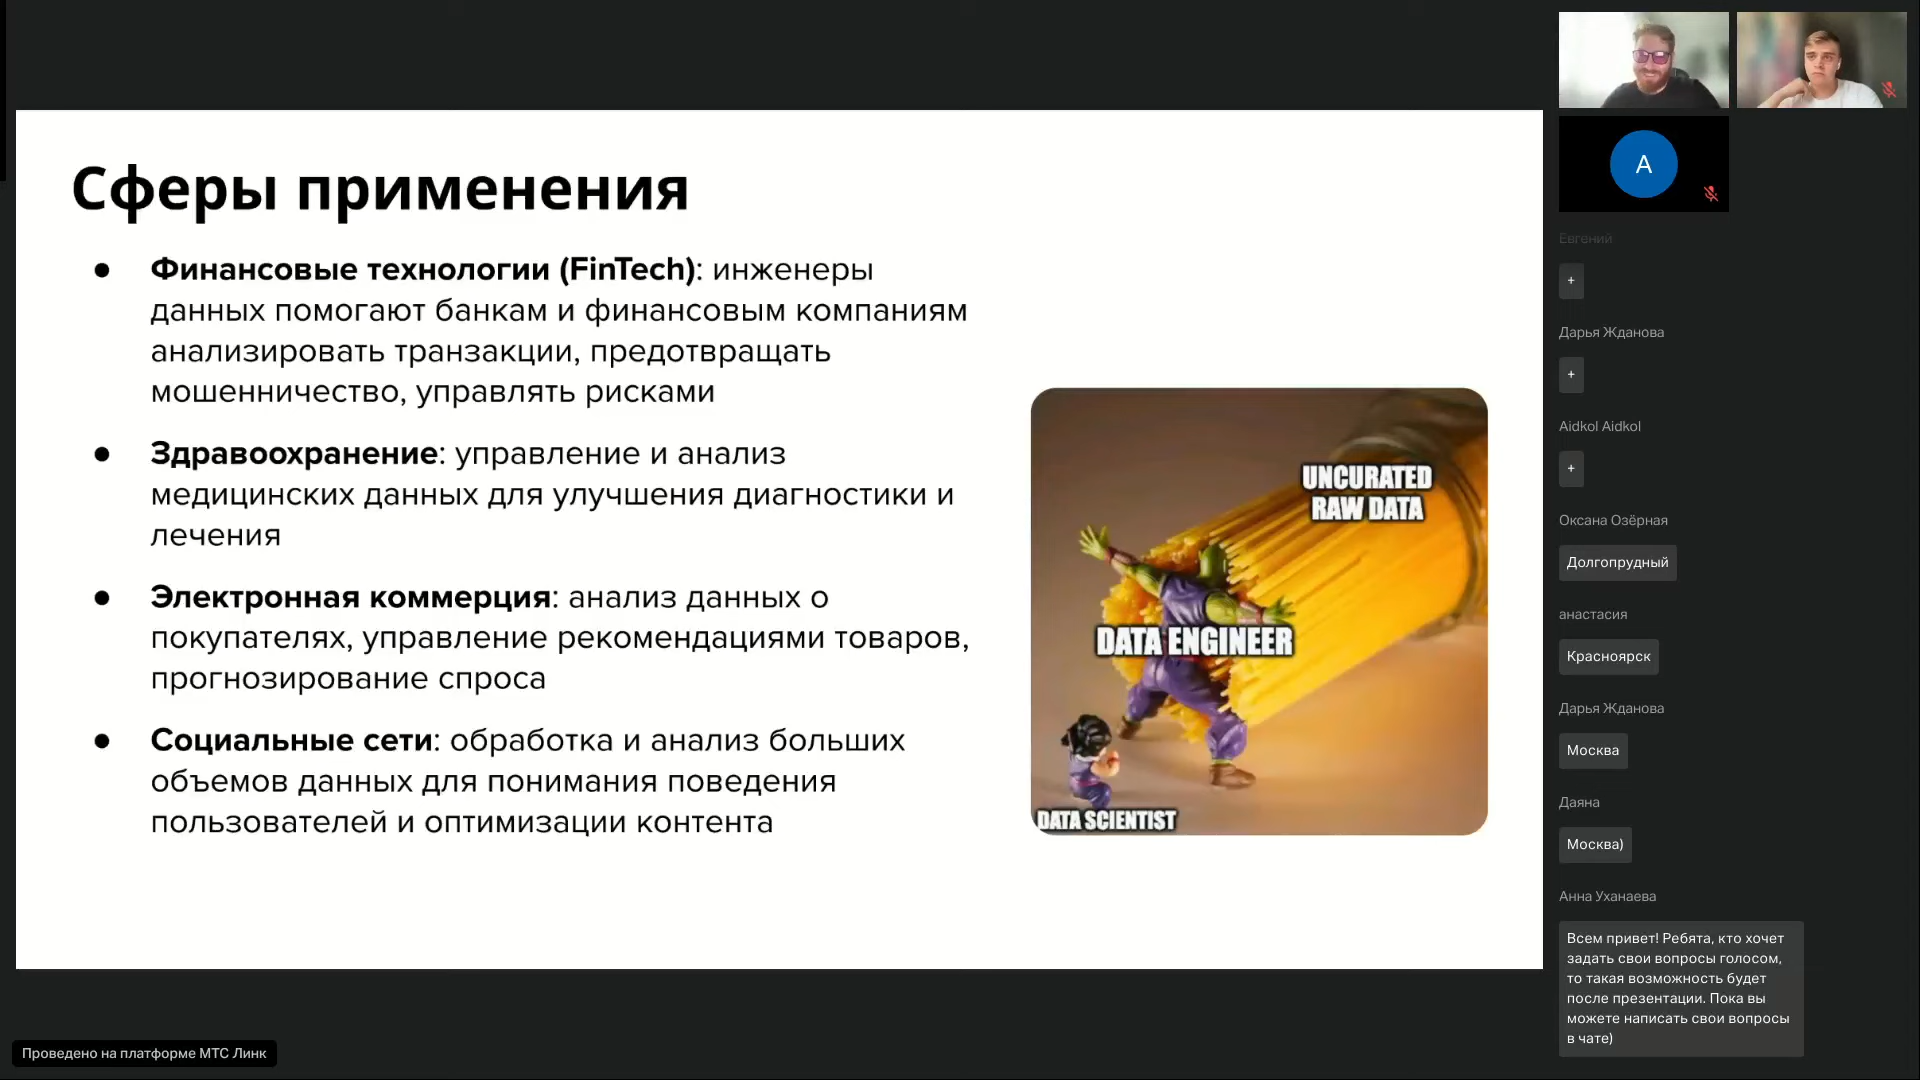 Сферы применения
● Финансовые технологии (FinTech): инженеры
данных помогают банкам и финансовым компаниям
анализировать транзакции, предотвращать
мошенничество, управлять рисками
● Здравоохранение: управление и анализ
медицинских данных для улучшения диагностики и
лечения
● Электронная коммерция: анализ данных о
покупателях, управление рекомендациями товаров,
прогнозирование спроса
● Социальные сети: обработка и анализ больших
объемов данных для понимания поведения
пользователей и оптимизации контента
UNCURATED
RAW DATA
DATA ENGINEER
DATA SCIENTIST
A
Евгений
+
Дарья Жданова
+
Aidkol Aidkol
+
Оксана Озёрная
Долгопрудный
анастасия
Красноярск
Дарья Жданова
Москва
Даяна
Москва)
Анна Уханаева
Всем привет! Ребята, кто хочет
задать свои вопросы голосом,
то такая возможность будет
после презентации. Пока вы
можете написать свои вопросы
в чате)
Проведено на платформе МТС Линк